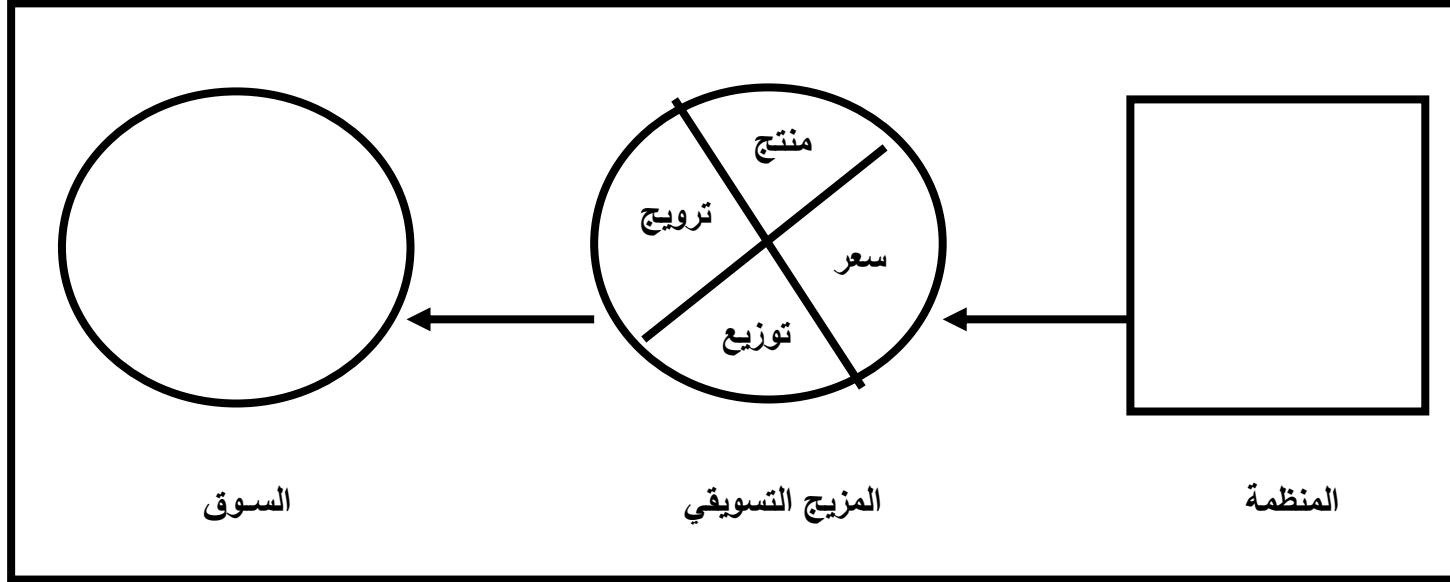 منتج
ترويج
سعر
توزيع
المنظمة
المزيج التسويقي
السوق